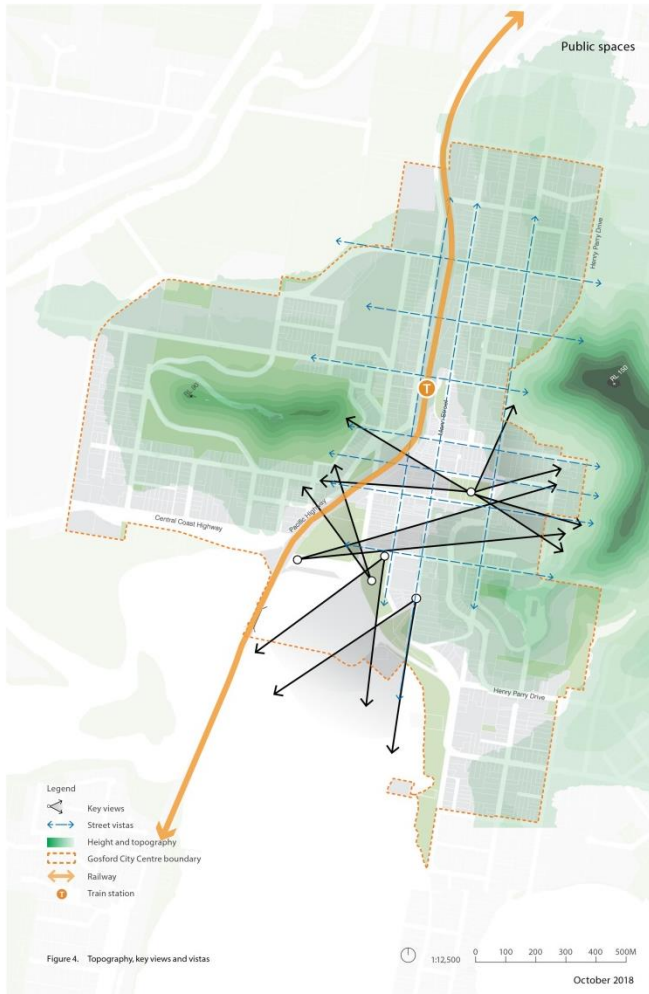 Public spaces
Henry Parry Drive
RL 150
RL 90
T
Mann Street
Pacific Highway
Central Coast Highway
Henry Parry Drive
Legend
Key views
Street vistas
Height and topography
Gosford City Centre boundary
Railway
T Train station
Figure 4. Topography, key views and vistas
1:12,500
0 100 200 300 400 500M
October 2018